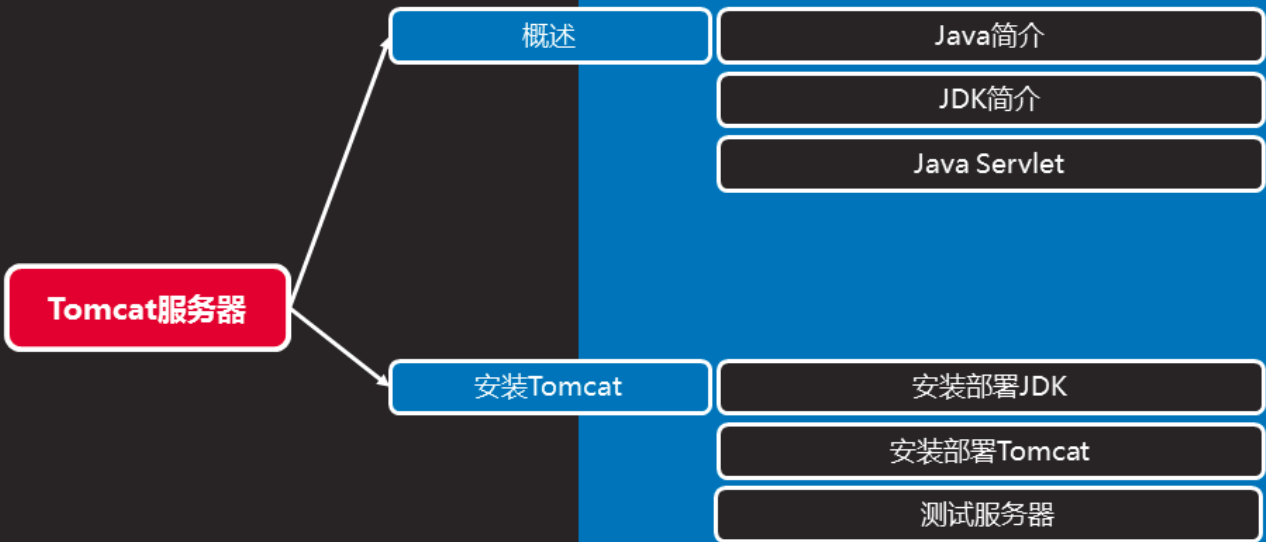 概述
Java简介
JDK简介
Java Servlet
Tomcat服务器
安装Tomcat
安装部署JDK
安装部署Tomcat
测试服务器